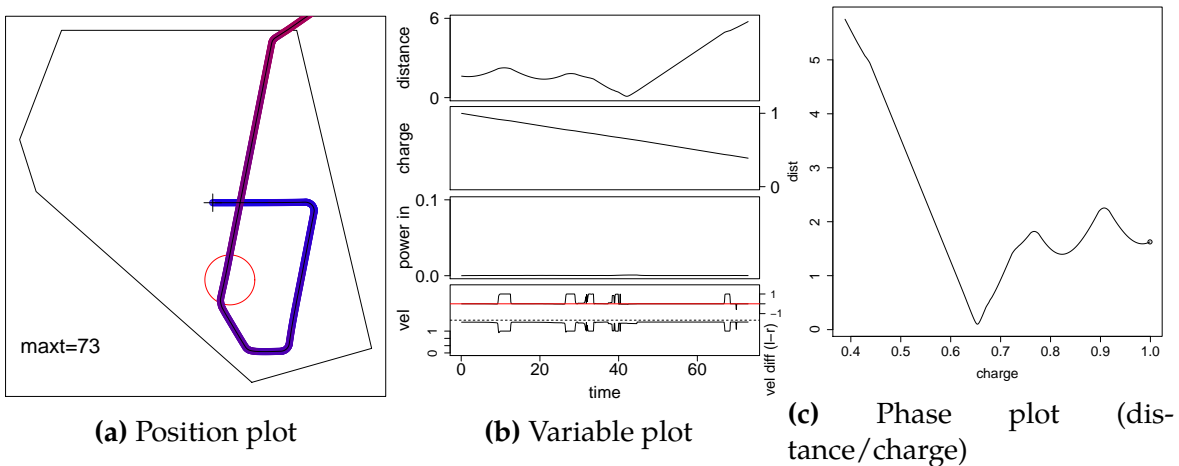 maxt=73
(a) Position plot
distance
0
6
charge
0
1
power in
0.0
0.1
vel
0
1
vel diff (l−r)
−1
1
0 20 40 60
time
(b) Variable plot
dist
0 1 2 3 4 5
0.4 0.5 0.6 0.7 0.8 0.9 1.0
charge
(c) Phase plot (dis-
tance/charge)